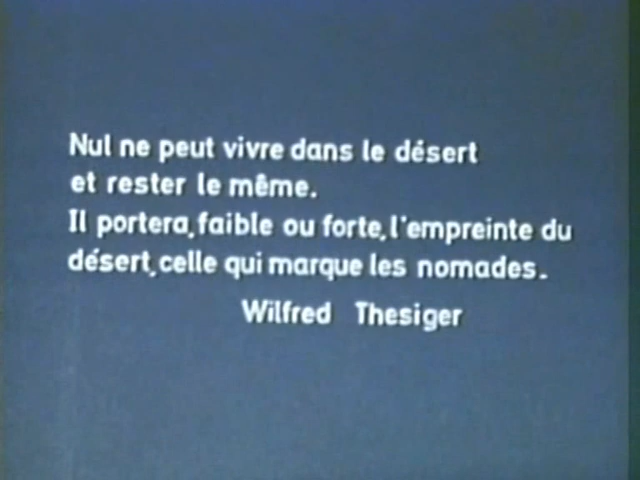 Nul ne peut vivre dans le désert
et rester le même.
Il portera, faible ou forte, l'empreinte du
désert, celle qui marque les nomades.
Wilfred Thesiger